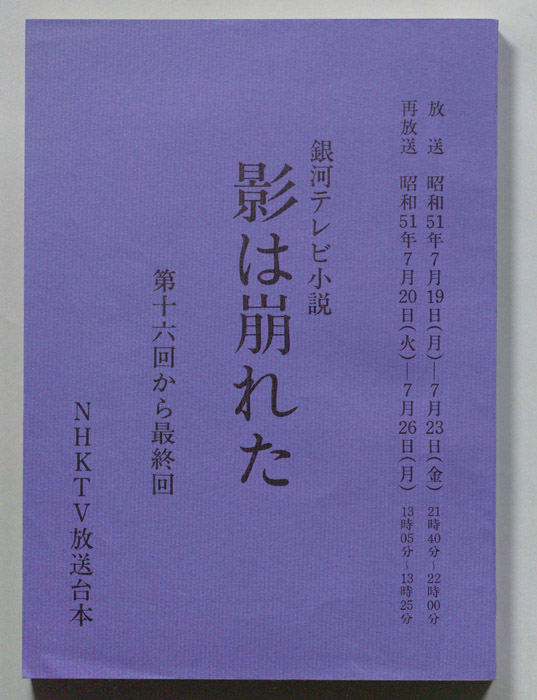 放送 昭和51年7月19日(月)―7月23日(金) 21時40分~22時00分
再放送 昭和51年7月20日(火)―7月26日(月) 13時05分~13時25分
銀河テレビ小説
影は崩れた
第十六回から最終回
NHKTV放送台本